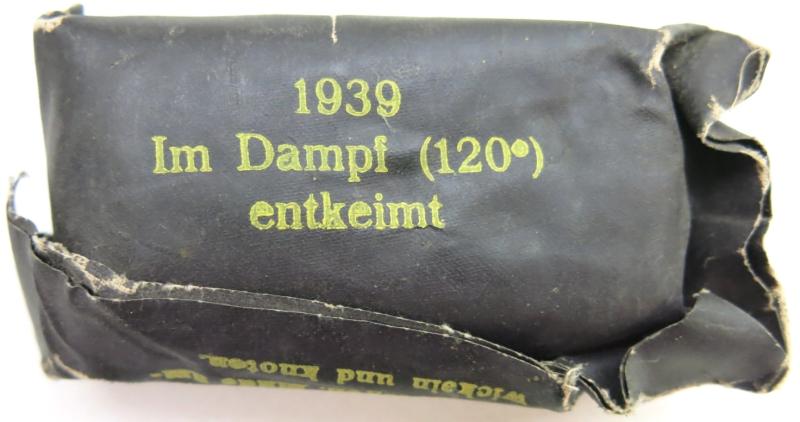 1939
Im Dampf (120°)
entkeimt
wickeln und knoten.